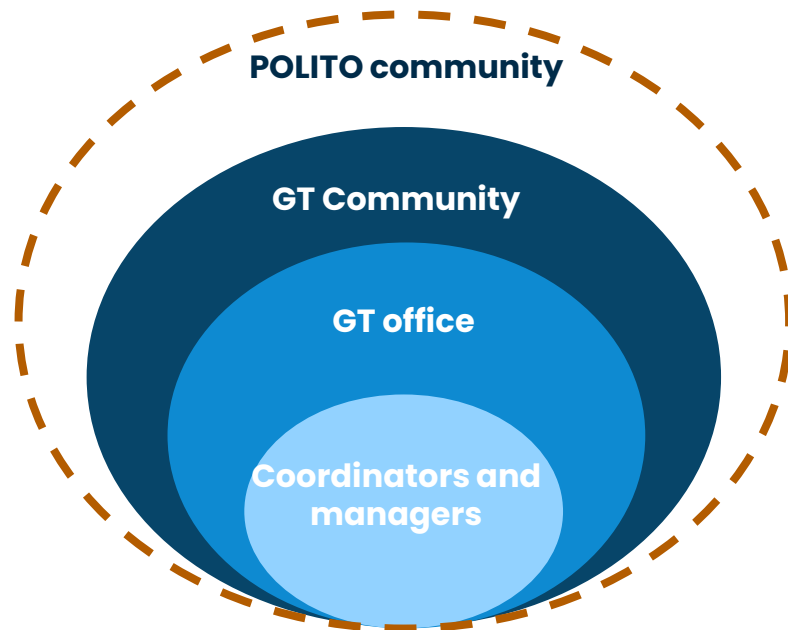 POLITO community
GT Community
GT office
Coordinators and
managers